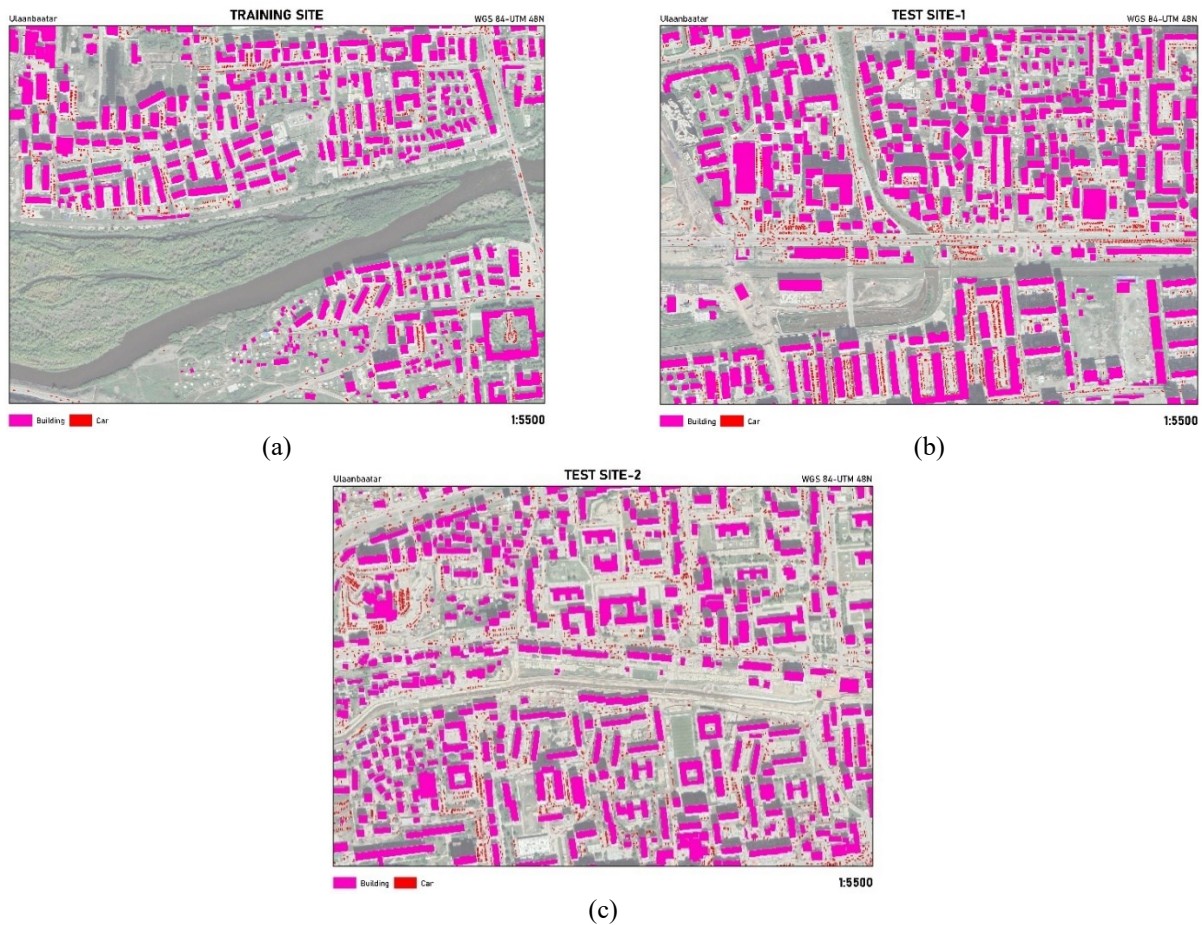 TRAINING SITE
Ulaanbaatar
WGS 84-UTM 48N
Building
Car
1:5500
(a)
TEST SITE-1
Ulaanbaatar
WGS 84-UTM 48N
Building
Car
1:5500
(b)
TEST SITE-2
Ulaanbaatar
WGS 84-UTM 48N
Building
Car
1:5500
(c)